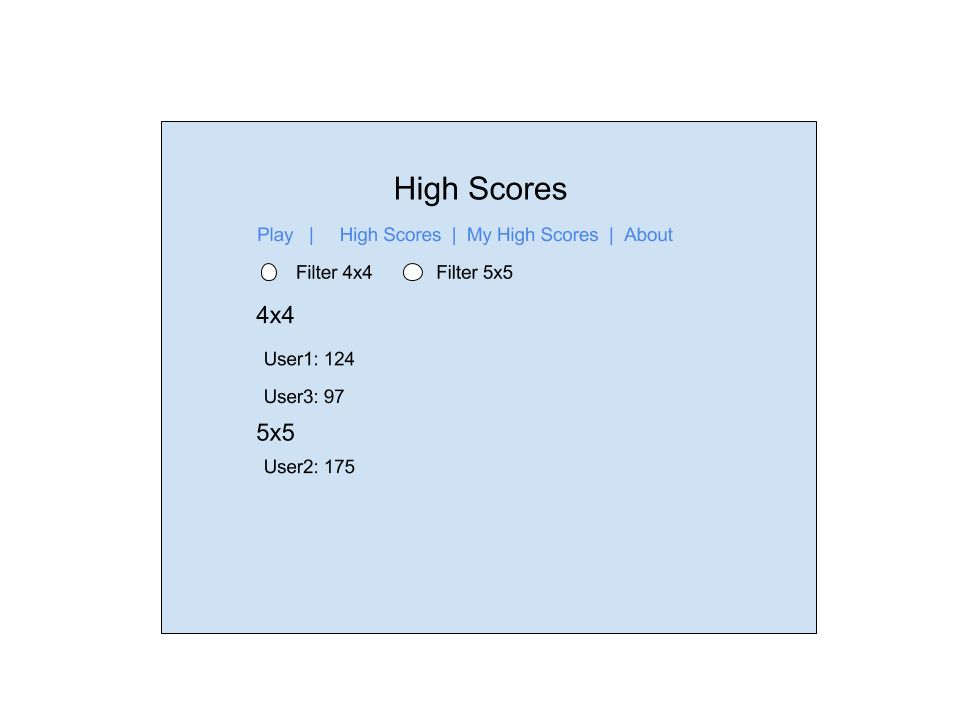 High Scores
Play | High Scores | My High Scores | About
Filter 4x4 Filter 5x5
4x4
User1: 124
User3: 97
5x5
User2: 175